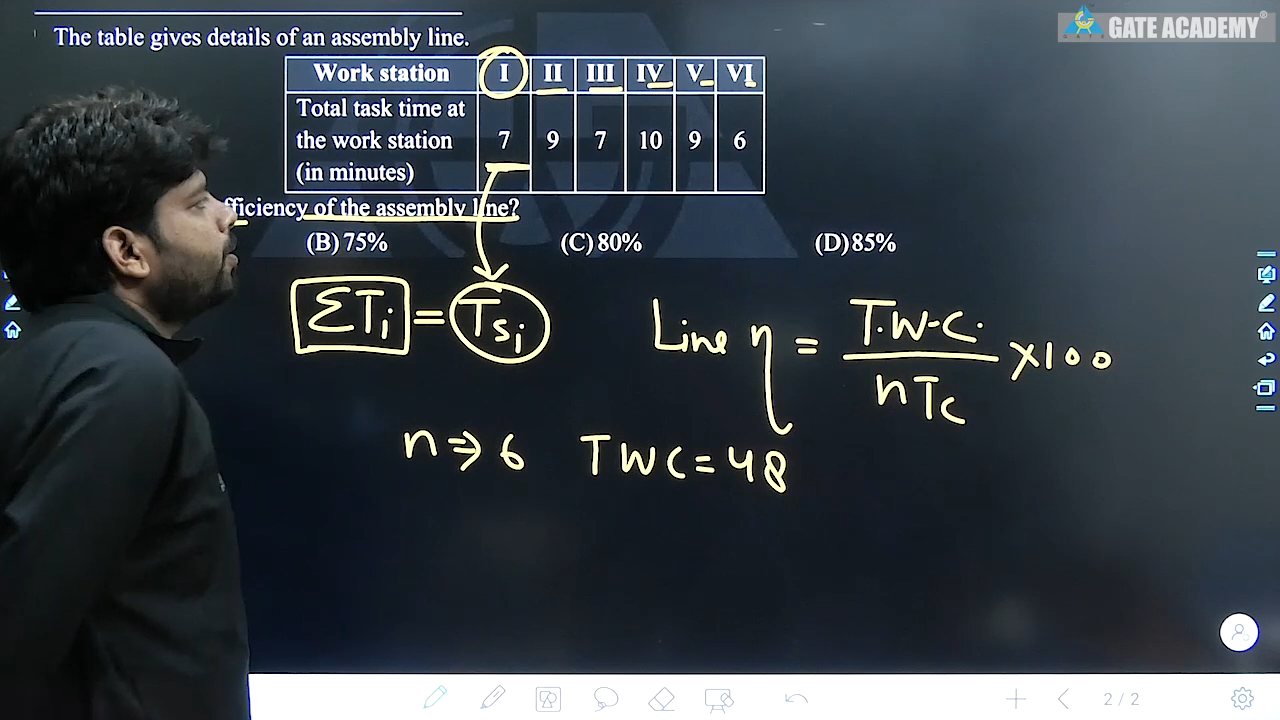 GATE ACADEMY®
The table gives details of an assembly line.
Work station I II III IV V VI
Total task time at the work station (in minutes) 7 9 7 10 9 6
fficiency of the assembly line?
(B) 75% (C) 80% (D) 85%
ΣTi = Tsi
Line η = T.W.C. / nTc × 100
n ⇒ 6 TWC = 48
2/2